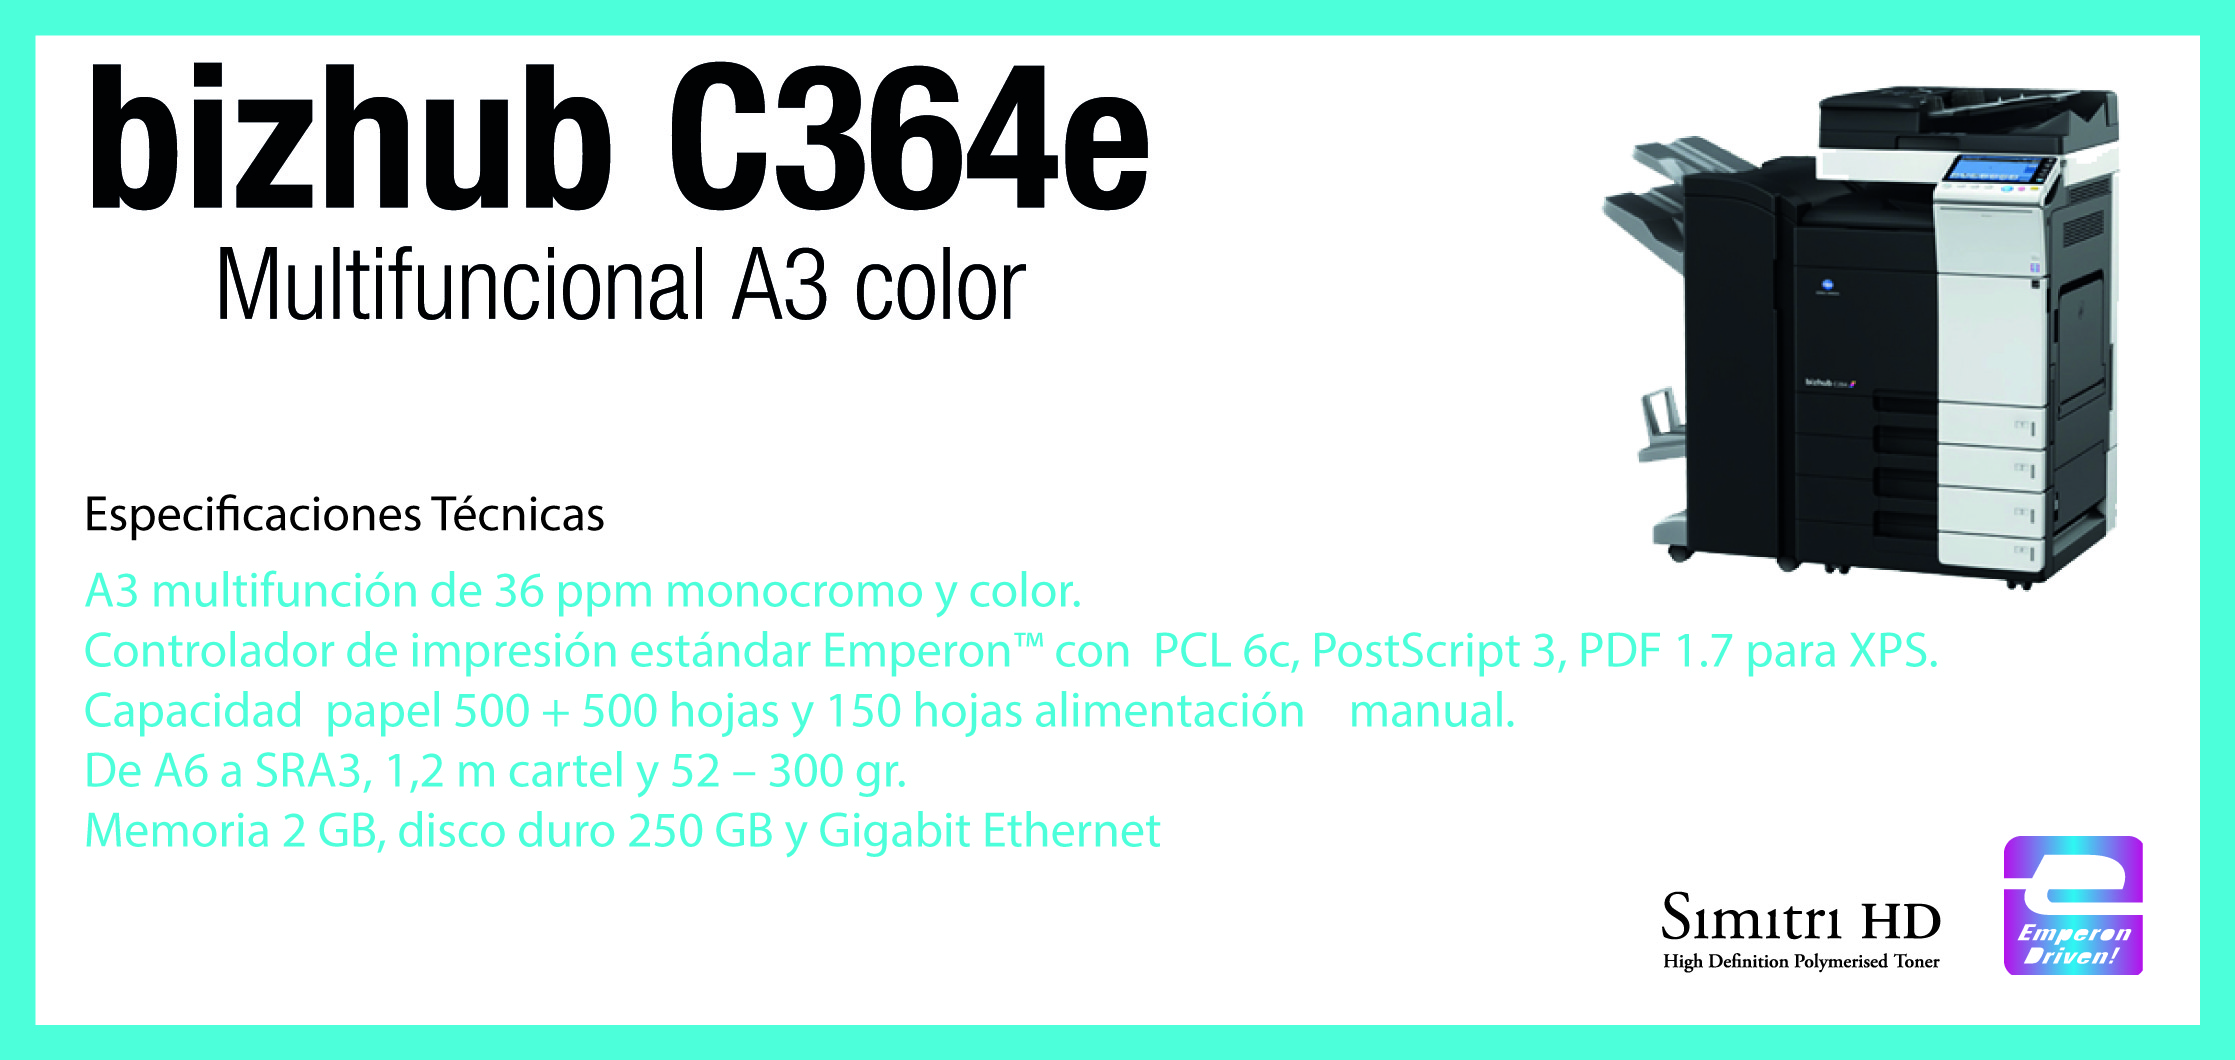 bizhub C364e
Multifuncional A3 color
bizhub
Especificaciones Técnicas
A3 multifunción de 36 ppm monocromo y color.
Controlador de impresión estándar Emperon™ con PCL 6c, PostScript 3, PDF 1.7 para XPS.
Capacidad papel 500 + 500 hojas y 150 hojas alimentación manual.
De A6 a SRA3, 1,2 m cartel y 52 – 300 gr.
Memoria 2 GB, disco duro 250 GB y Gigabit Ethernet
Simitri HD
High Definition Polymerised Toner
Emperon
Driven!